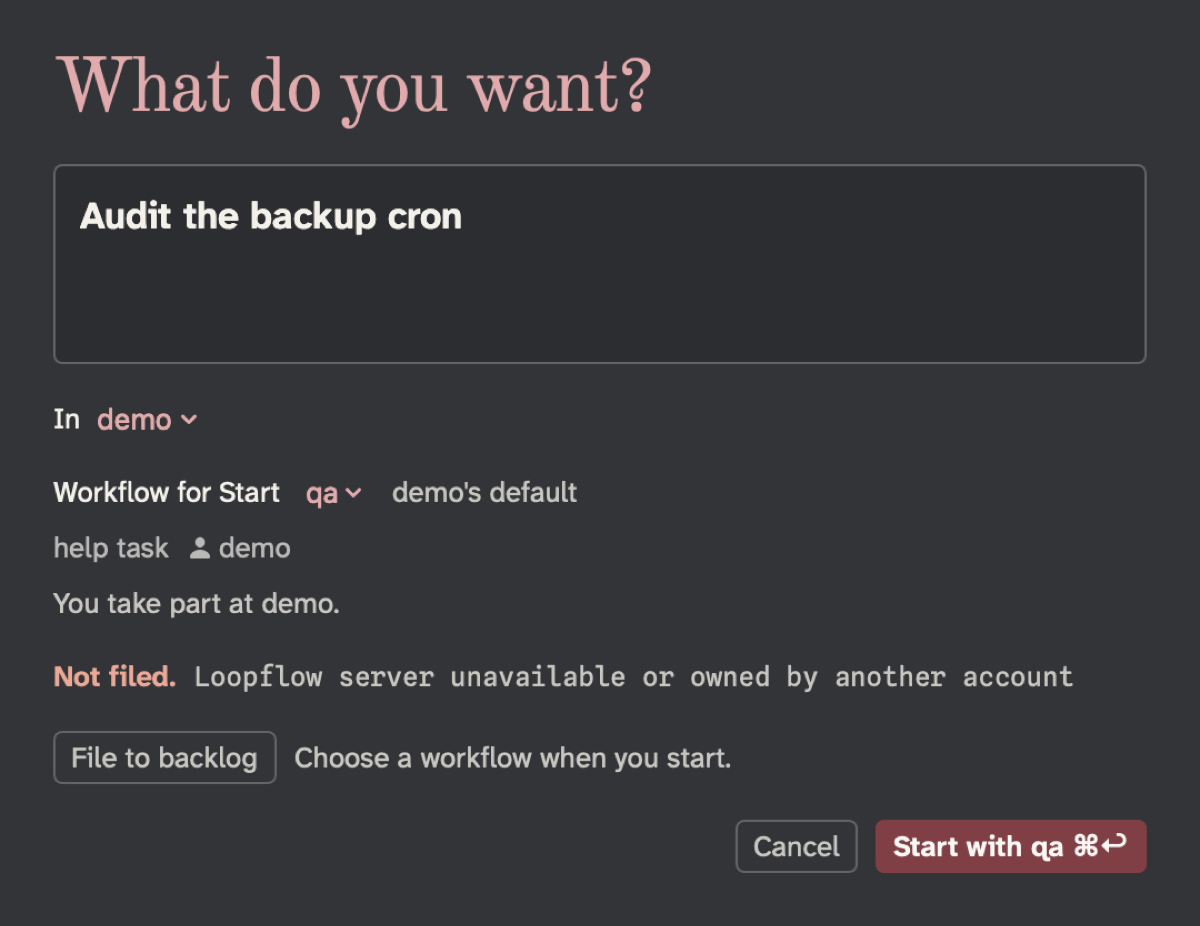 What do you want?
Audit the backup cron
In demo
Workflow for Start qa demo's default
help task demo
You take part at demo.
Not filed. Loopflow server unavailable or owned by another account
File to backlog Choose a workflow when you start.
Cancel Start with qa ⌘↩